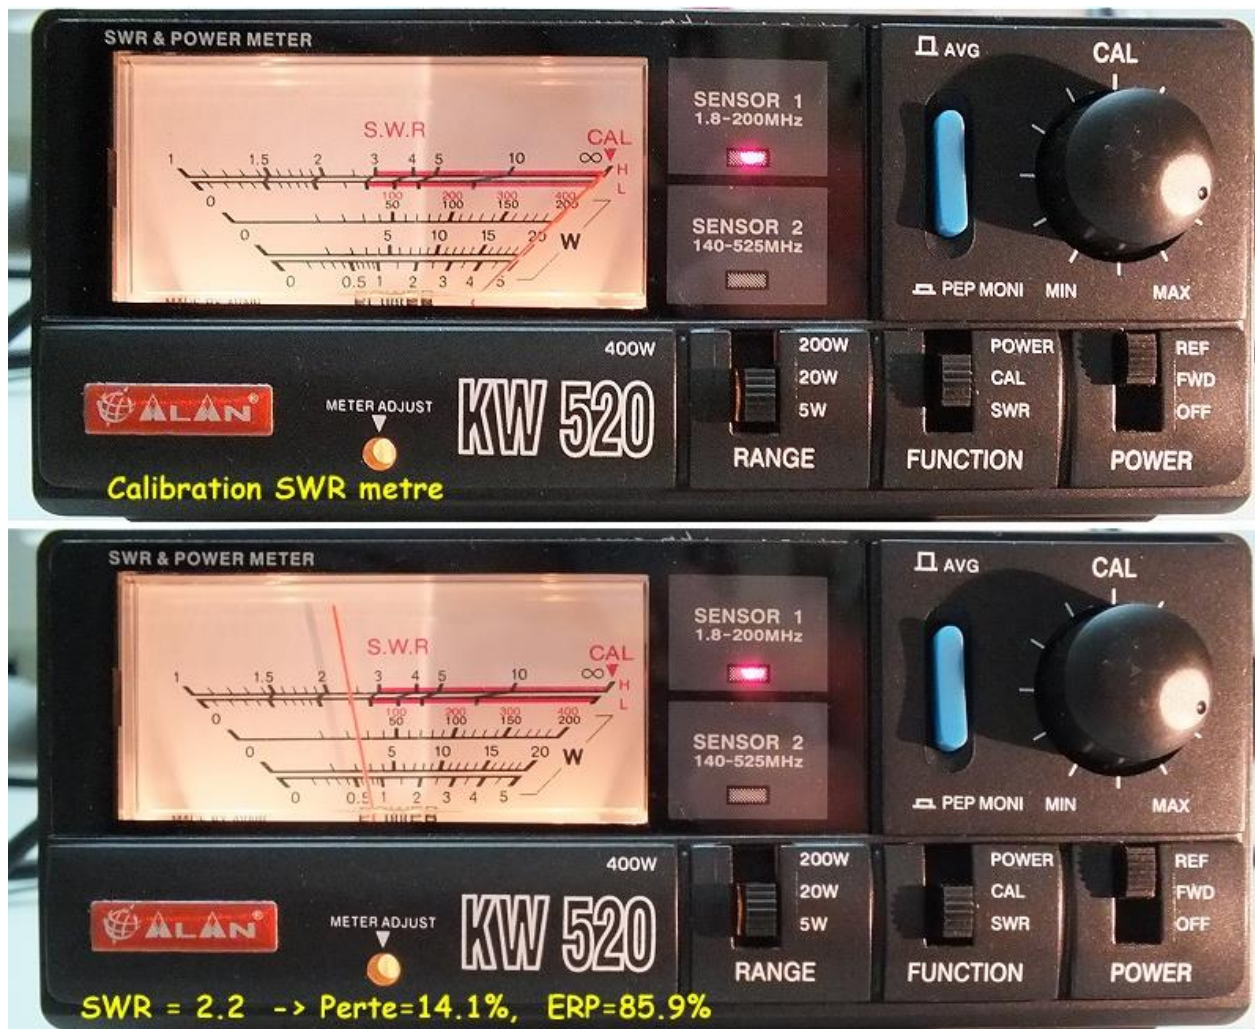 SWR & POWER METER
S.W.R
CAL
1 1.5 2 3 4 5 10 ∞
H
L
100 200 300 400
0 50 100 150 200
0 5 10 15 20
W
0 0.5 1 2 3 4 5
SENSOR 1
1.8-200MHz
SENSOR 2
140-525MHz
AVG
CAL
PEP MONI
MIN
MAX
ALAN®
METER ADJUST
400W
KW 520
200W
20W
5W
RANGE
POWER
CAL
SWR
FUNCTION
REF
FWD
OFF
POWER
Calibration SWR metre
SWR & POWER METER
S.W.R
CAL
1 1.5 2 3 4 5 10 ∞
H
L
100 200 300 400
0 50 100 150 200
0 5 10 15 20
W
0 0.5 1 2 3 4 5
SENSOR 1
1.8-200MHz
SENSOR 2
140-525MHz
AVG
CAL
PEP MONI
MIN
MAX
ALAN®
METER ADJUST
400W
KW 520
200W
20W
5W
RANGE
POWER
CAL
SWR
FUNCTION
REF
FWD
OFF
POWER
SWR = 2.2 -> Perte=14.1%, ERP=85.9%